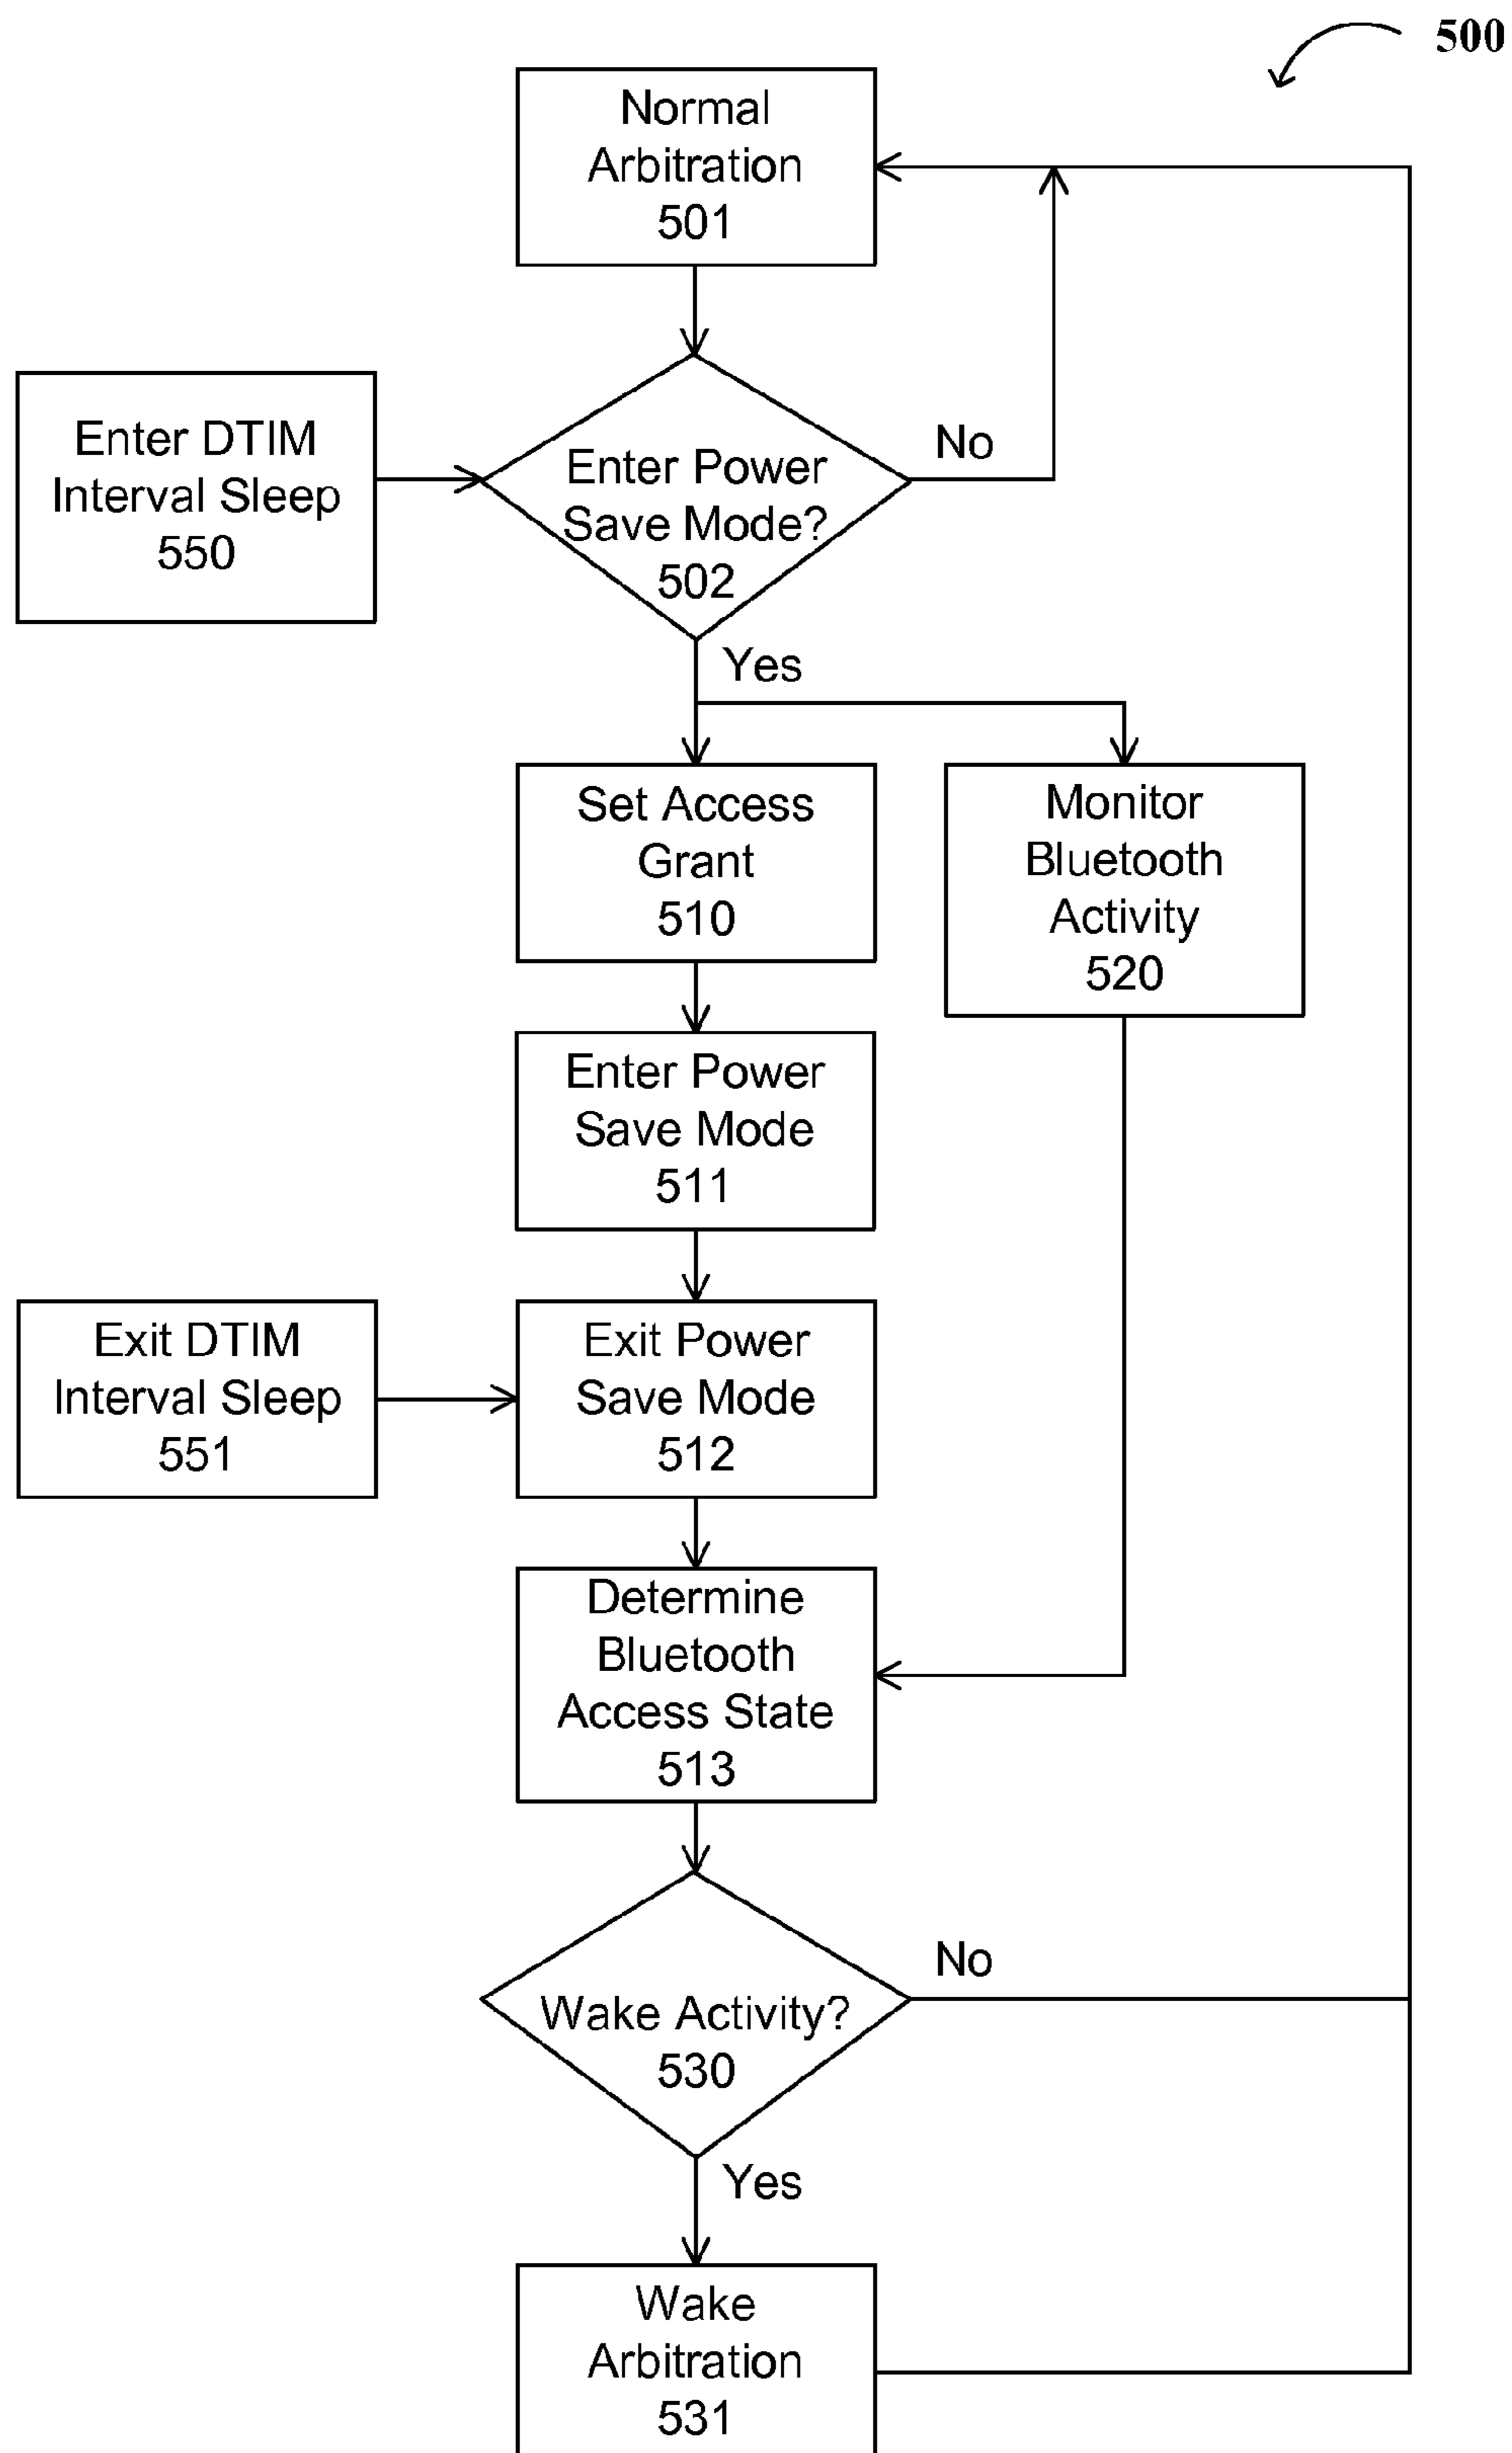 500
Normal
Arbitration
501
Enter DTIM
Interval Sleep
550
Enter Power
Save Mode?
502
No
Yes
Set Access
Grant
510
Monitor
Bluetooth
Activity
520
Enter Power
Save Mode
511
Exit DTIM
Interval Sleep
551
Exit Power
Save Mode
512
Determine
Bluetooth
Access State
513
Wake Activity?
530
No
Yes
Wake
Arbitration
531